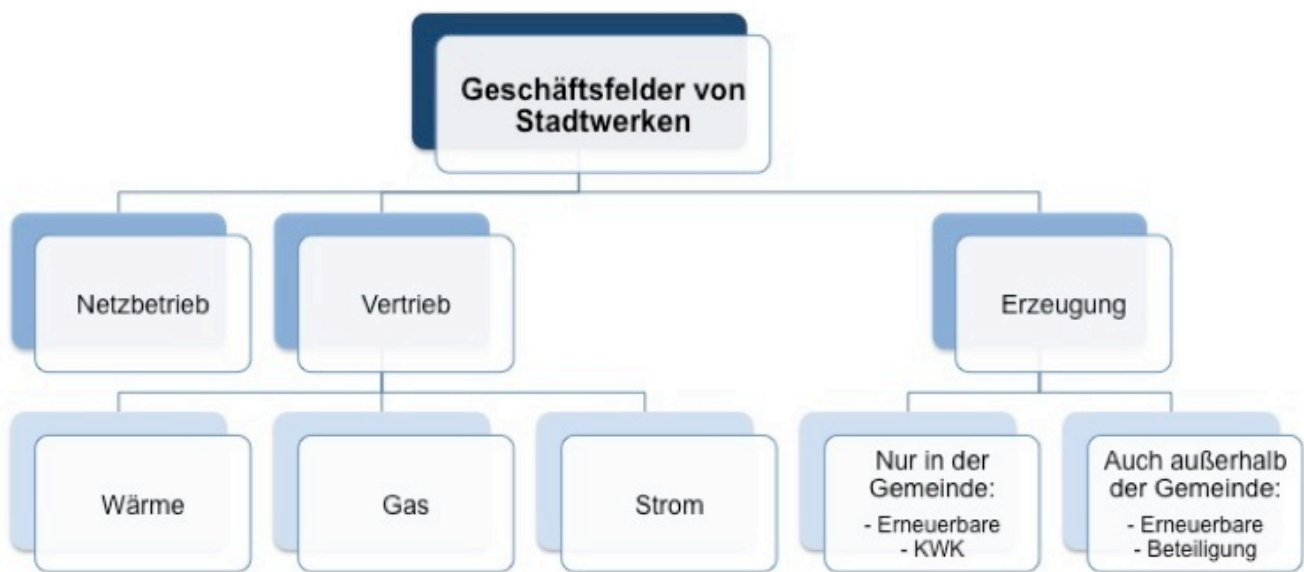 Geschäftsfelder von
Stadtwerken
Netzbetrieb
Vertrieb
Erzeugung
Wärme
Gas
Strom
Nur in der
Gemeinde:
- Erneuerbare
- KWK
Auch außerhalb
der Gemeinde:
- Erneuerbare
- Beteiligung